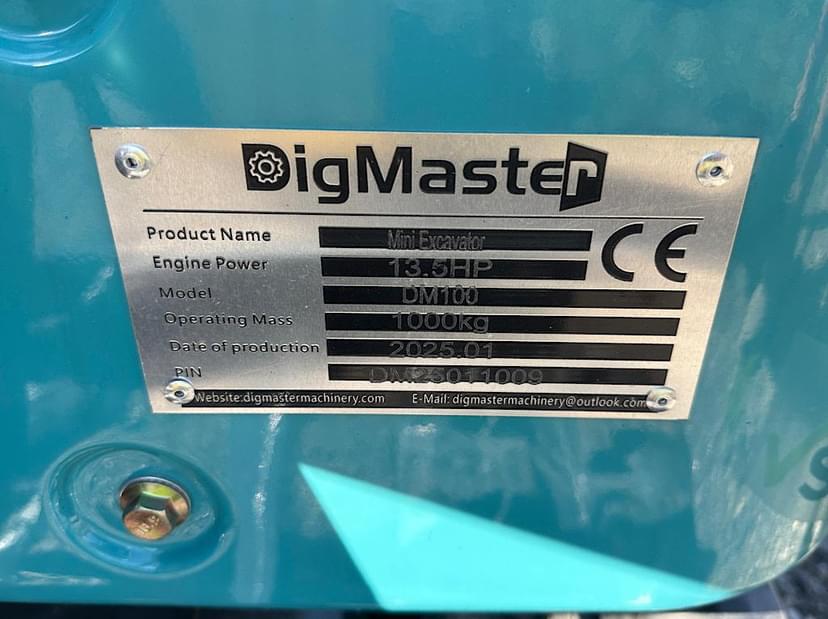 DigMaster
Product Name Mini Excavator
CE
Engine Power 13.5HP
Model DM100
Operating Mass 1000kg
Date of production 2025.01
PIN DM25011009
Website:digmastermachinery.com E-Mail: digmastermachinery@outlook.com